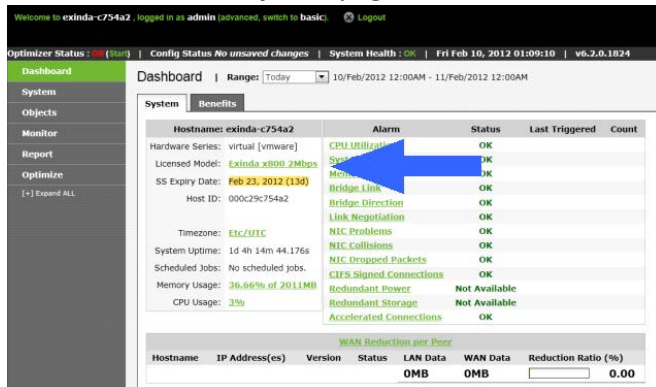 Welcome to exinda-c754a2 , logged in as admin (advanced, switch to basic). Logout
Optimizer Status : Off (Start) | Config Status No unsaved changes | System Health : OK | Fri Feb 10, 2012 01:09:10 | v6.2.0.1824
Dashboard
System
Objects
Monitor
Report
Optimize
[+] Expand ALL
Dashboard | Range: Today 10/Feb/2012 12:00AM - 11/Feb/2012 12:00AM
System Benefits
Hostname: exinda-c754a2
Hardware Series: virtual [vmware]
Licensed Model: Exinda x800 2Mbps
SS Expiry Date: Feb 23, 2012 (13d)
Host ID: 000c29c754a2
Timezone: Etc/UTC
System Uptime: 1d 4h 14m 44.176s
Scheduled Jobs: No scheduled jobs.
Memory Usage: 36.66% of 2011MB
CPU Usage: 3%
Alarm Status Last Triggered Count
CPU Utilization OK
OK
OK
Bridge Link OK
Bridge Direction OK
Link Negotiation OK
NIC Problems OK
NIC Collisions OK
NIC Dropped Packets OK
CIFS Signed Connections OK
Redundant Power Not Available
Redundant Storage Not Available
Accelerated Connections OK
WAN Reduction per Peer
Hostname IP Address(es) Version Status LAN Data WAN Data Reduction Ratio (%)
0MB 0MB 0.00